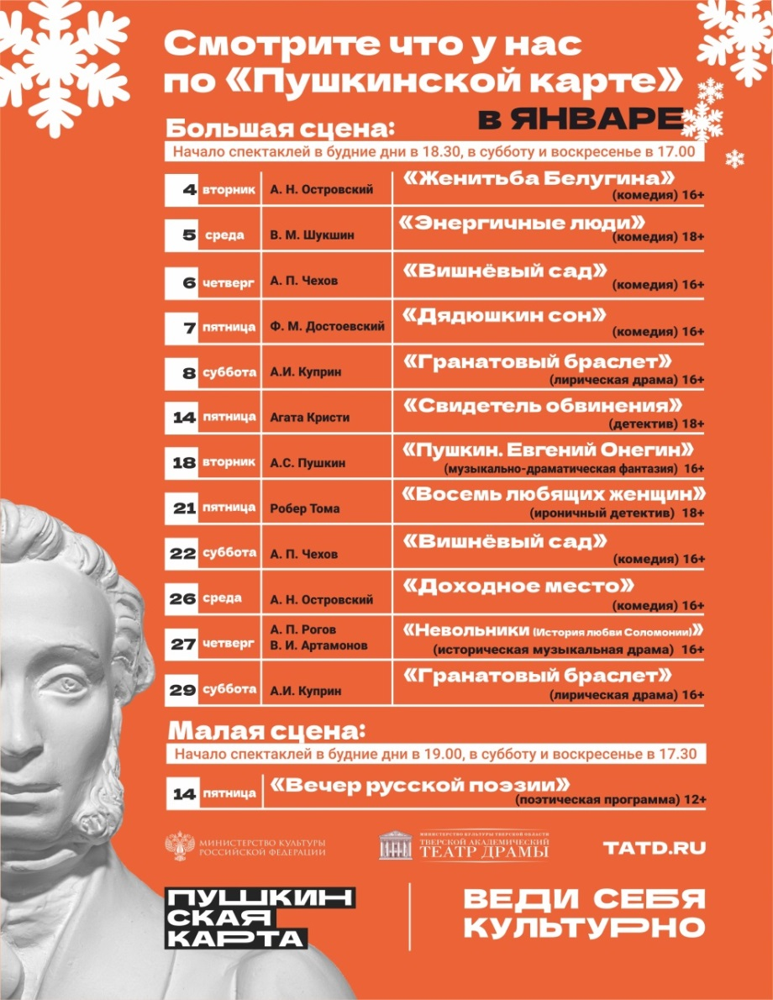 Смотрите что у нас
по «Пушкинской карте»
в ЯНВАРЕ
Большая сцена:
Начало спектаклей в будние дни в 18.30, в субботу и воскресенье в 17.00
4 вторник А. Н. Островский «Женитьба Белугина»
(комедия) 16+
5 среда В. М. Шукшин «Энергичные люди»
(комедия) 18+
6 четверг А. П. Чехов «Вишнёвый сад»
(комедия) 16+
7 пятница Ф. М. Достоевский «Дядюшкин сон»
(комедия) 16+
8 суббота А.И. Куприн «Гранатовый браслет»
(лирическая драма) 16+
14 пятница Агата Кристи «Свидетель обвинения»
(детектив) 18+
18 вторник А.С. Пушкин «Пушкин. Евгений Онегин»
(музыкально-драматическая фантазия) 16+
21 пятница Робер Тома «Восемь любящих женщин»
(ироничный детектив) 18+
22 суббота А. П. Чехов «Вишнёвый сад»
(комедия) 16+
26 среда А. Н. Островский «Доходное место»
(комедия) 16+
27 четверг А. П. Рогов «Невольники (История любви Соломонии)»
В. И. Артамонов (историческая музыкальная драма) 16+
29 суббота А.И. Куприн «Гранатовый браслет»
(лирическая драма) 16+
Малая сцена:
Начало спектаклей в будние дни в 19.00, в субботу и воскресенье в 17.30
14 пятница «Вечер русской поэзии»
(поэтическая программа) 12+
МИНИСТЕРСТВО КУЛЬТУРЫ
РОССИЙСКОЙ ФЕДЕРАЦИИ
МИНИСТЕРСТВО КУЛЬТУРЫ ТВЕРСКОЙ ОБЛАСТИ
ТВЕРСКОЙ АКАДЕМИЧЕСКИЙ
ТЕАТР ДРАМЫ
TATD.RU
ПУШКИН
СКАЯ
КАРТА
ВЕДИ СЕБЯ
КУЛЬТУРНО